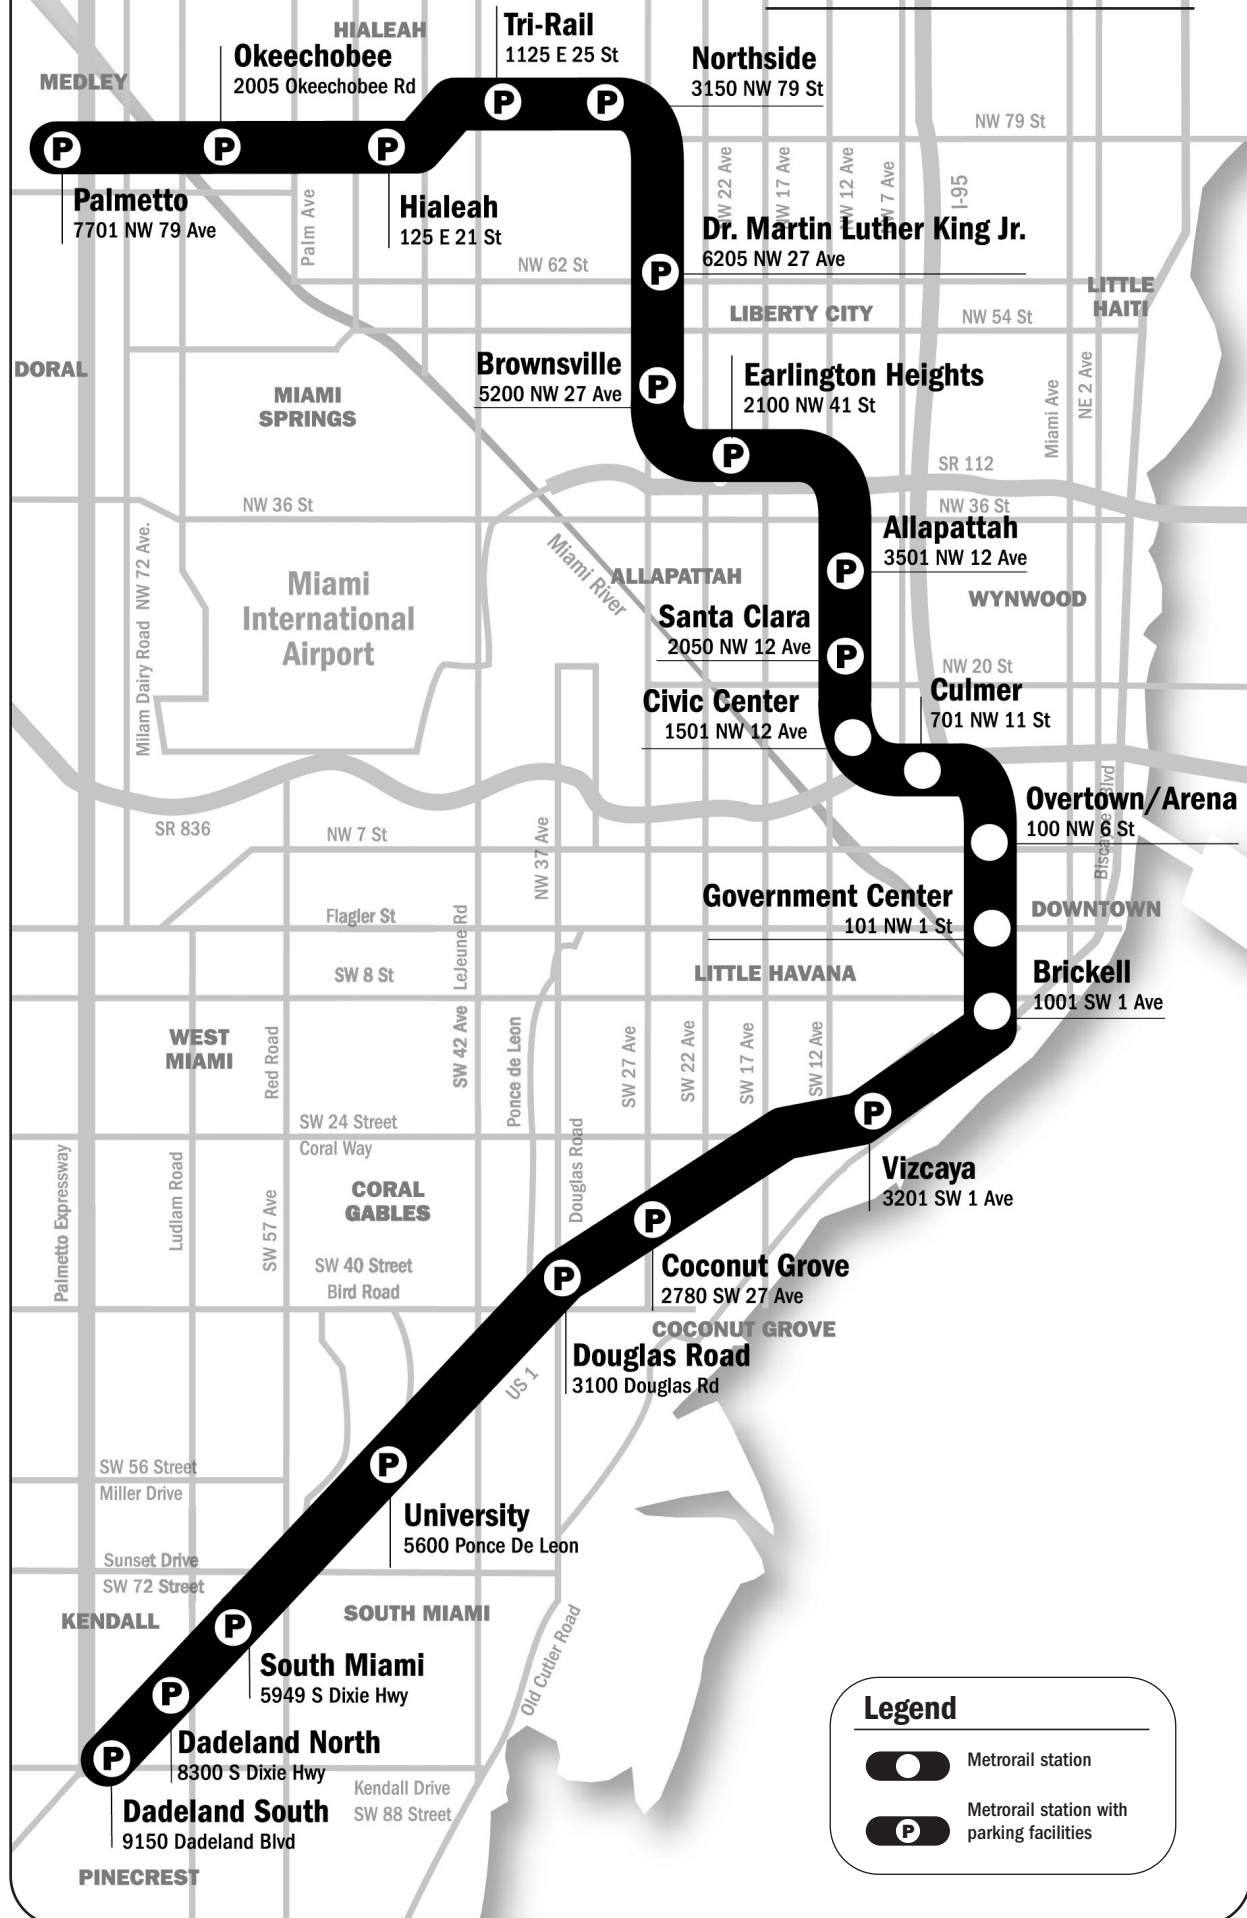 HIALEAH
Tri-Rail
1125 E 25 St
Okeechobee
2005 Okeechobee Rd
Northside
3150 NW 79 St
MEDLEY
NW 79 St
P
P
P
P
P
Palmetto
7701 NW 79 Ave
Palm Ave
Hialeah
125 E 21 St
NW 22 Ave
NW 17 Ave
NW 12 Ave
NW 7 Ave
I-95
Dr. Martin Luther King Jr.
6205 NW 27 Ave
P
NW 62 St
LITTLE
HAITI
LIBERTY CITY
NW 54 St
DORAL
Brownsville
5200 NW 27 Ave
P
Earlington Heights
2100 NW 41 St
MIAMI
SPRINGS
Miami Ave
NE 2 Ave
P
SR 112
NW 36 St
NW 36 St
Allapattah
3501 NW 12 Ave
P
Milam Dairy Road NW 72 Ave.
Miami River
Miami
International
Airport
ALLAPATTAH
WYNWOOD
Santa Clara
2050 NW 12 Ave
P
NW 20 St
Culmer
701 NW 11 St
Civic Center
1501 NW 12 Ave
Biscayne Blvd
Overtown/Arena
100 NW 6 St
SR 836
NW 7 St
NW 37 Ave
Government Center
101 NW 1 St
DOWNTOWN
Flagler St
LeJeune Rd
SW 42 Ave
SW 8 St
LITTLE HAVANA
Brickell
1001 SW 1 Ave
WEST
MIAMI
Red Road
Ponce de Leon
SW 27 Ave
SW 22 Ave
SW 17 Ave
SW 12 Ave
P
SW 24 Street
Coral Way
Vizcaya
3201 SW 1 Ave
Palmetto Expressway
Ludlam Road
SW 57 Ave
Douglas Road
CORAL
GABLES
P
SW 40 Street
Bird Road
P
Coconut Grove
2780 SW 27 Ave
COCONUT GROVE
Douglas Road
3100 Douglas Rd
US 1
P
SW 56 Street
Miller Drive
University
5600 Ponce De Leon
Sunset Drive
SW 72 Street
KENDALL
SOUTH MIAMI
P
South Miami
5949 S Dixie Hwy
Old Cutler Road
P
Dadeland North
8300 S Dixie Hwy
P
Kendall Drive
SW 88 Street
Dadeland South
9150 Dadeland Blvd
PINECREST
Legend
Metrorail station
P
Metrorail station with
parking facilities